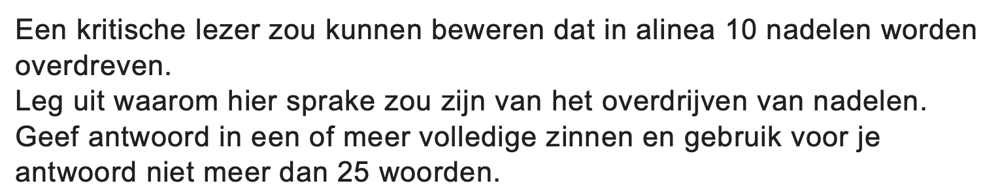 Een kritische lezer zou kunnen beweren dat in alinea 10 nadelen worden
overdreven.
Leg uit waarom hier sprake zou zijn van het overdrijven van nadelen.
Geef antwoord in een of meer volledige zinnen en gebruik voor je
antwoord niet meer dan 25 woorden.